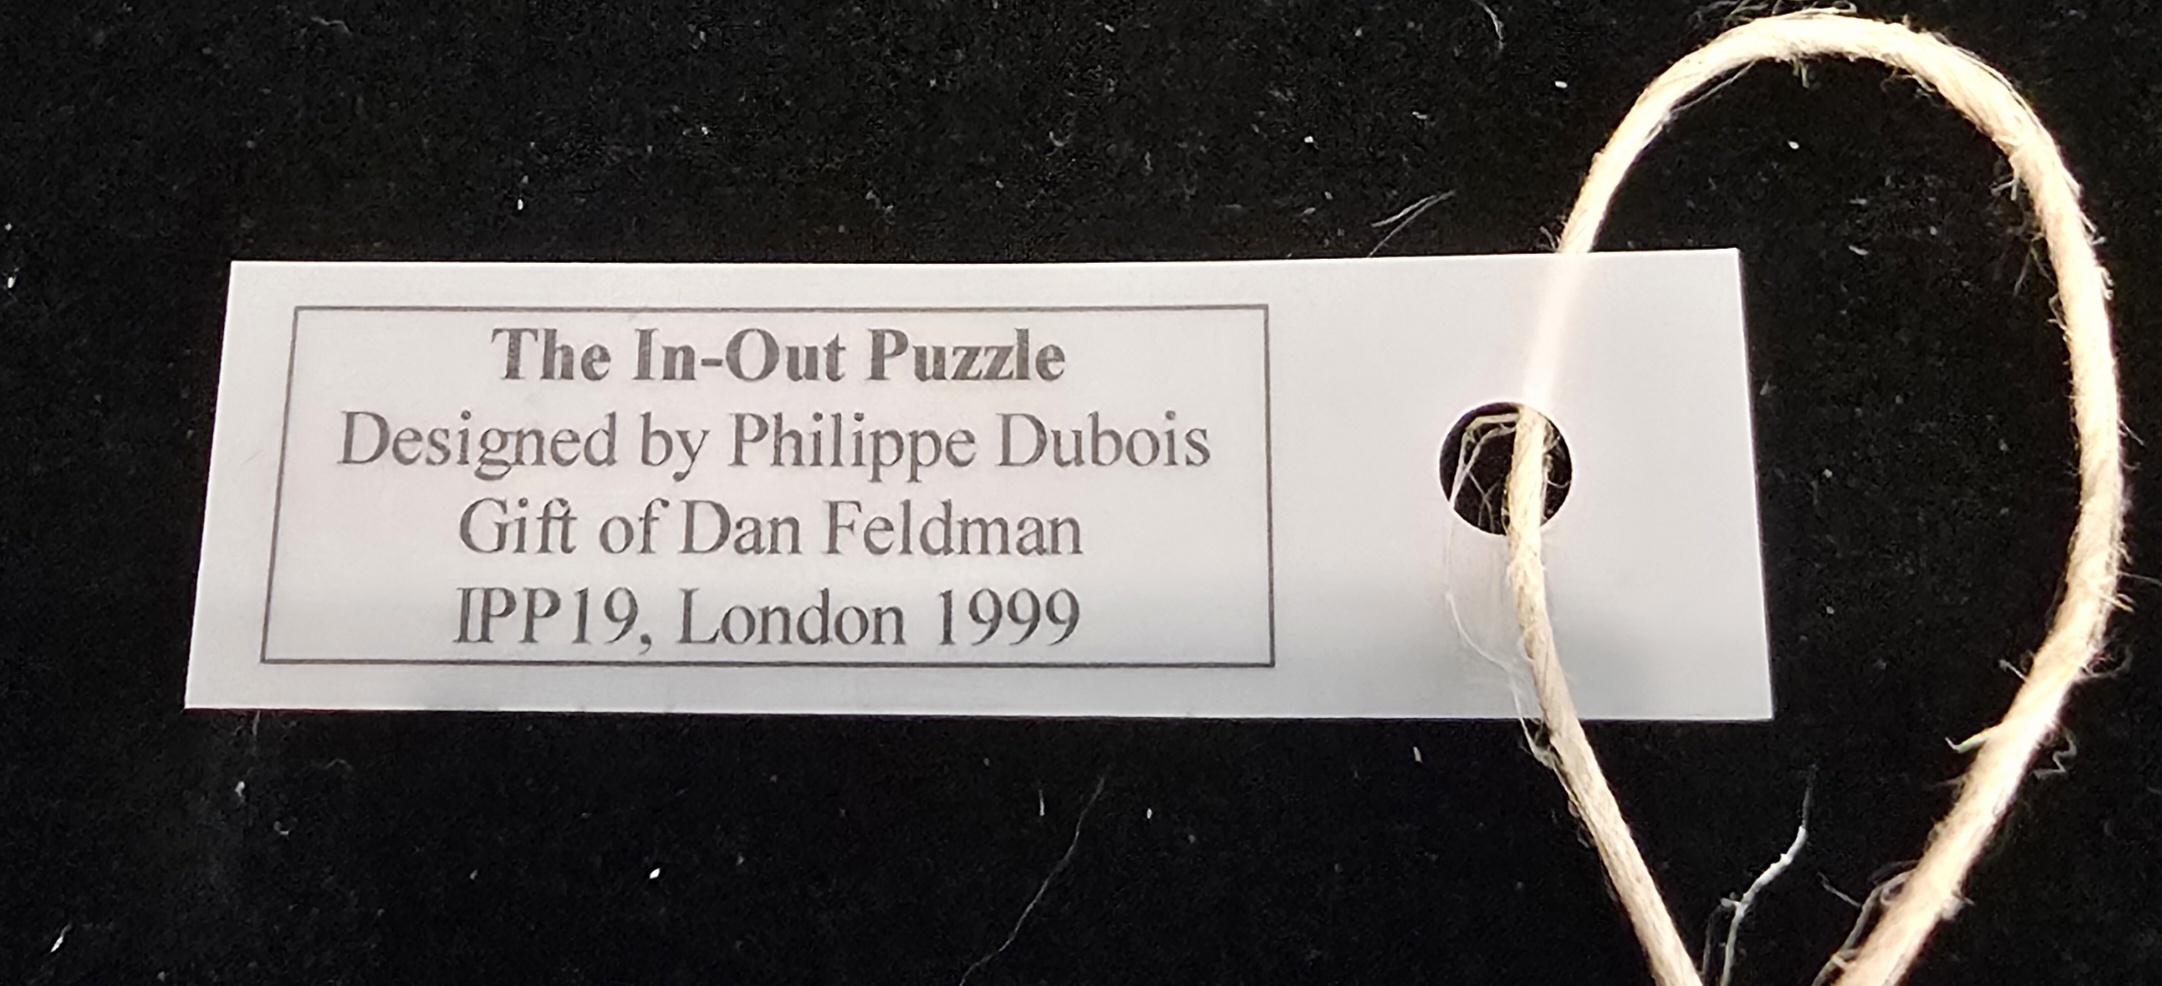 The In-Out Puzzle
Designed by Philippe Dubois
Gift of Dan Feldman
IPP19, London 1999